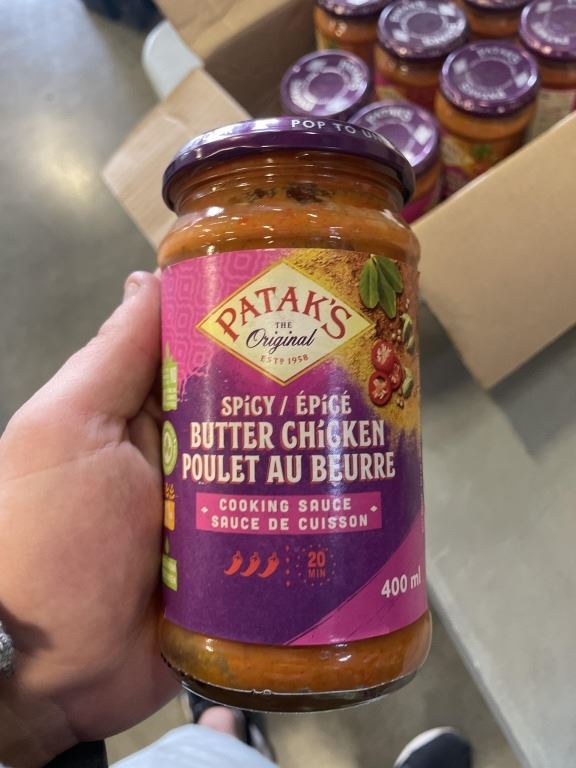 POP TO
PATAK'S
THE
Original
ESTD 1958
SPICY / ÉPICÉ
BUTTER CHICKEN
POULET AU BEURRE
COOKING SAUCE
SAUCE DE CUISSON
20
MIN
400 ml